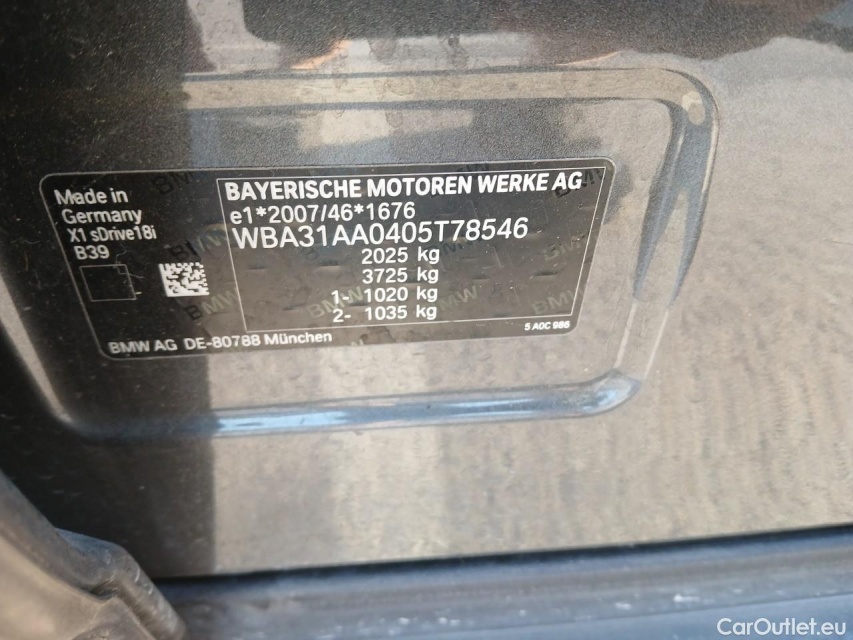 Made in
Germany
X1 sDrive18i
B39
BAYERISCHE MOTOREN WERKE AG
e1*2007/46*1676
WBA31AA0405T78546
2025 kg
3725 kg
1- 1020 kg
2- 1035 kg
5 A0C 986
BMW AG DE-80788 München
CarOutlet.eu